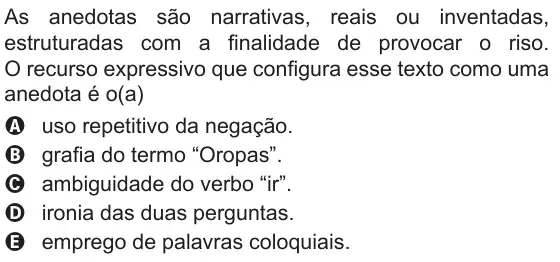 As anedotas são narrativas, reais ou inventadas,
estruturadas com a finalidade de provocar o riso.
O recurso expressivo que configura esse texto como uma
anedota é o(a)
A uso repetitivo da negação.
B grafia do termo “Oropas”.
C ambiguidade do verbo “ir”.
D ironia das duas perguntas.
E emprego de palavras coloquiais.